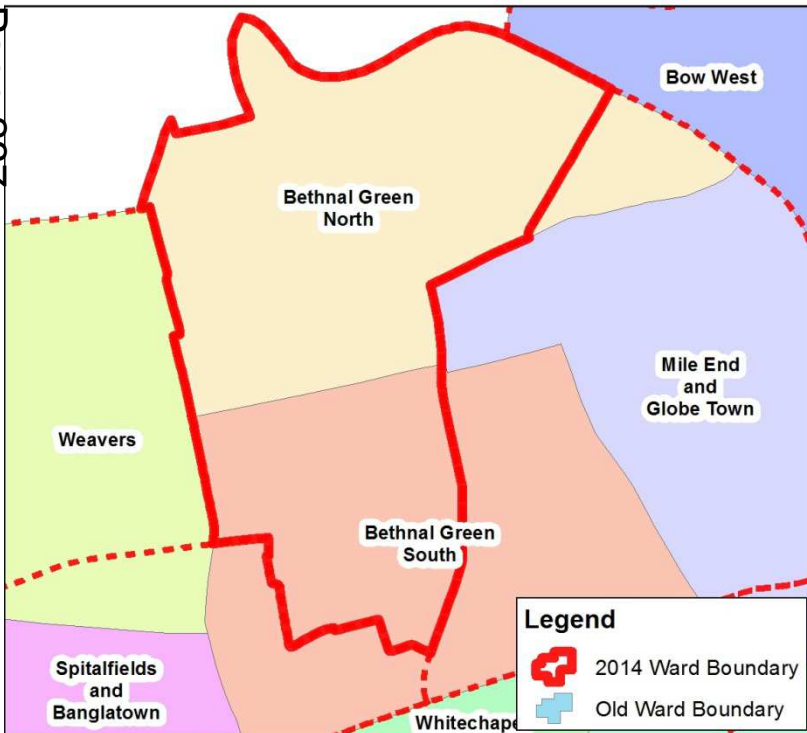 Bow West
Bethnal Green
North
Mile End
and
Globe Town
Weavers
Bethnal Green
South
Spitalfields
and
Banglatown
Whitechape
Legend
2014 Ward Boundary
Old Ward Boundary